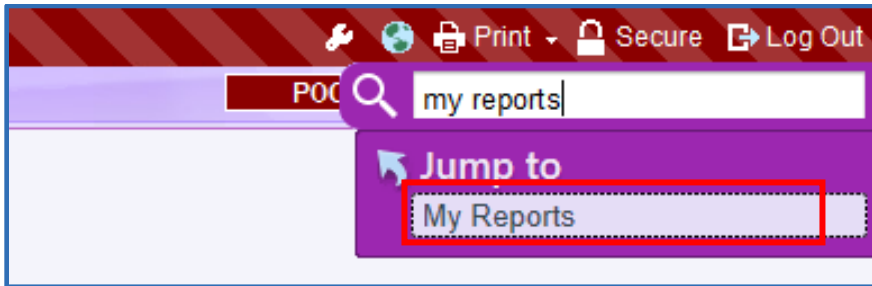 Print Secure Log Out
POC
my reports
Jump to
My Reports